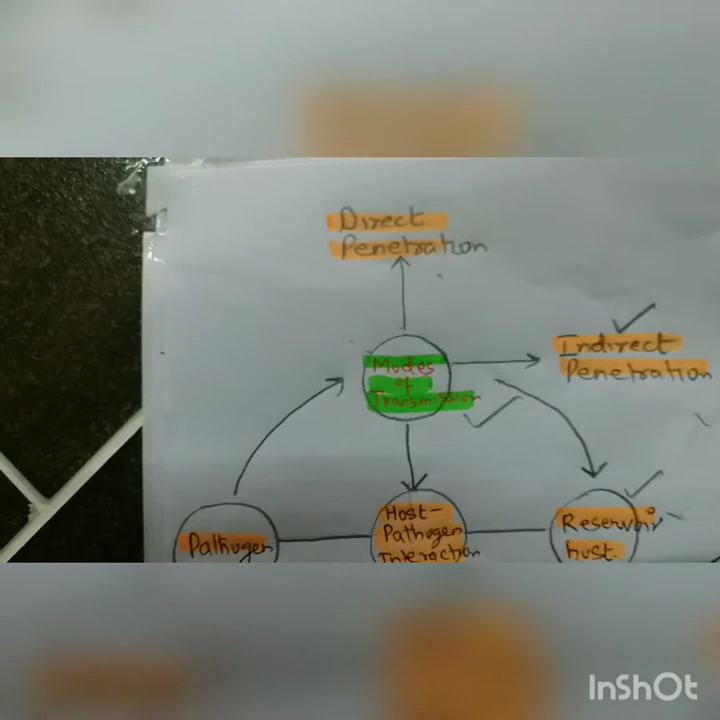 Direct
Penetration
Indirect
Penetration
Modes
of
Transmission
Pathogen
Host-
Pathogen
Interaction
Reservoir
host
InShOt